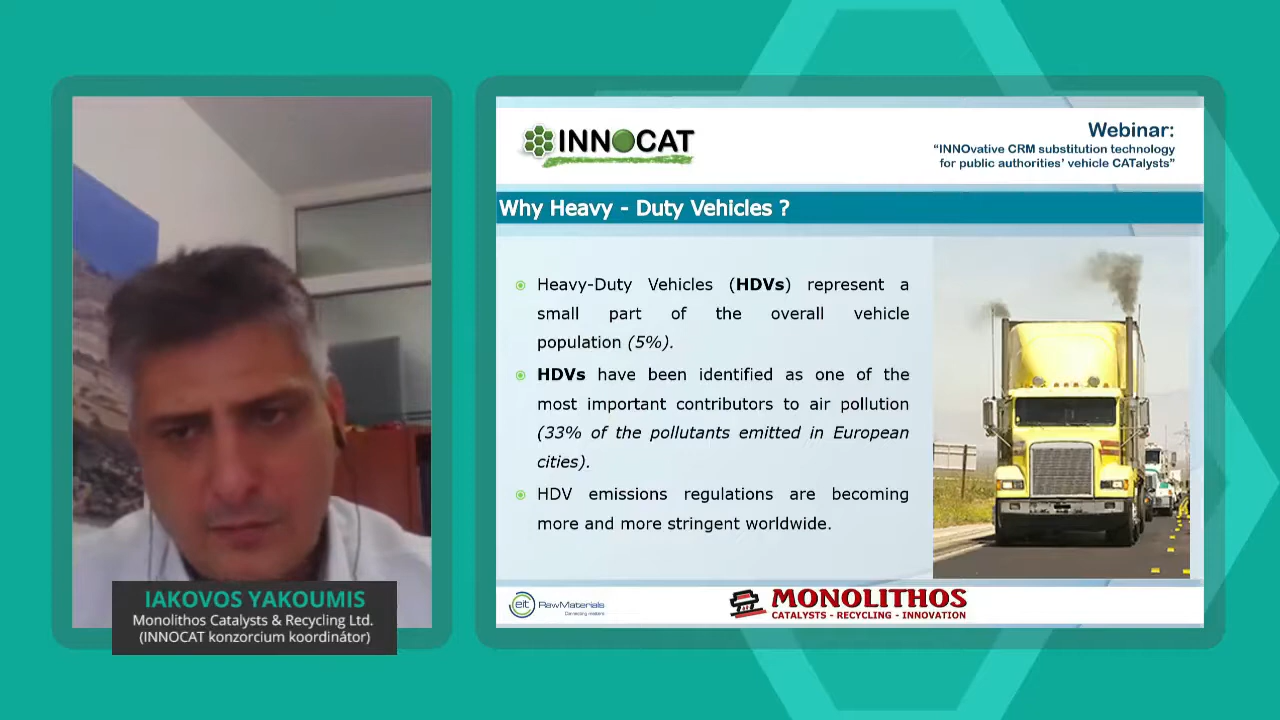 INNOCAT
Webinar:
“INNOvative CRM substitution technology
for public authorities’ vehicle CATalysts”
Why Heavy - Duty Vehicles ?
Heavy-Duty Vehicles (HDVs) represent a
small part of the overall vehicle
population (5%).
HDVs have been identified as one of the
most important contributors to air pollution
(33% of the pollutants emitted in European
cities).
HDV emissions regulations are becoming
more and more stringent worldwide.
IAKOVOS YAKOUMIS
Monolithos Catalysts & Recycling Ltd.
(INNOCAT konzorcium koordinátor)
eit RawMaterials
Connecting matters
MONOLITHOS
CATALYSTS - RECYCLING - INNOVATION